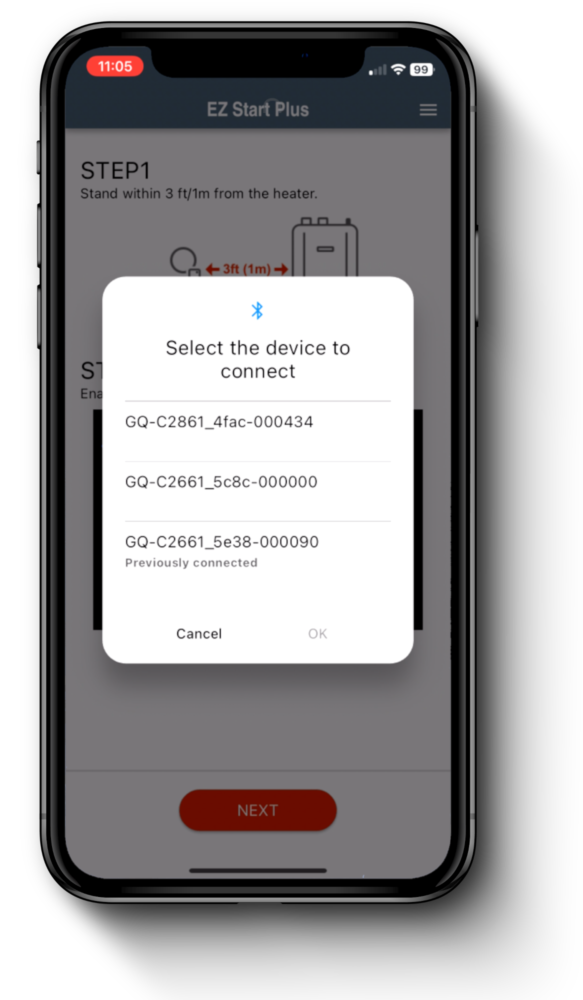 11:05
99
EZ Start Plus
STEP1
Stand within 3 ft/1m from the heater.
3ft (1m)
Select the device to
connect
GQ-C2861_4fac-000434
GQ-C2661_5c8c-000000
GQ-C2661_5e38-000090
Previously connected
Cancel OK
NEXT